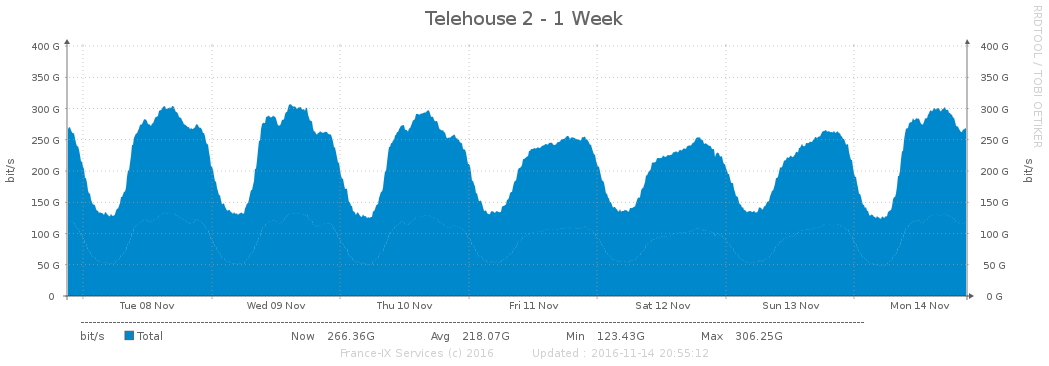 Telehouse 2 - 1 Week
RRDTOOL / TOBI OETIKER
bit/s
400 G 400 G
350 G 350 G
300 G 300 G
250 G 250 G
200 G 200 G
150 G 150 G
100 G 100 G
50 G 50 G
0 0 G
bit/s
Tue 08 Nov Wed 09 Nov Thu 10 Nov Fri 11 Nov Sat 12 Nov Sun 13 Nov Mon 14 Nov
bit/s Total Now 266.36G Avg 218.07G Min 123.43G Max 306.25G
France-IX Services (c) 2016 Updated : 2016-11-14 20:55:12